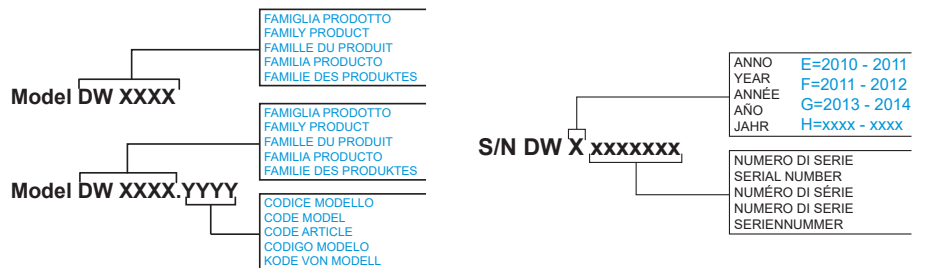 FAMIGLIA PRODOTTO
FAMILY PRODUCT
FAMILLE DU PRODUIT
FAMILIA PRODUCTO
FAMILIE DES PRODUKTES
Model DW XXXX
FAMIGLIA PRODOTTO
FAMILY PRODUCT
FAMILLE DU PRODUIT
FAMILIA PRODUCTO
FAMILIE DES PRODUKTES
Model DW XXXX.YYYY
CODICE MODELLO
CODE MODEL
CODE ARTICLE
CODIGO MODELO
KODE VON MODELL
ANNO
YEAR
ANNÉE
AÑO
JAHR
E=2010 - 2011
F=2011 - 2012
G=2013 - 2014
H=xxxx - xxxx
S/N DW X xxxxxxx
NUMERO DI SERIE
SERIAL NUMBER
NUMÉRO DI SÉRIE
NUMERO DI SERIE
SERIENNUMMER